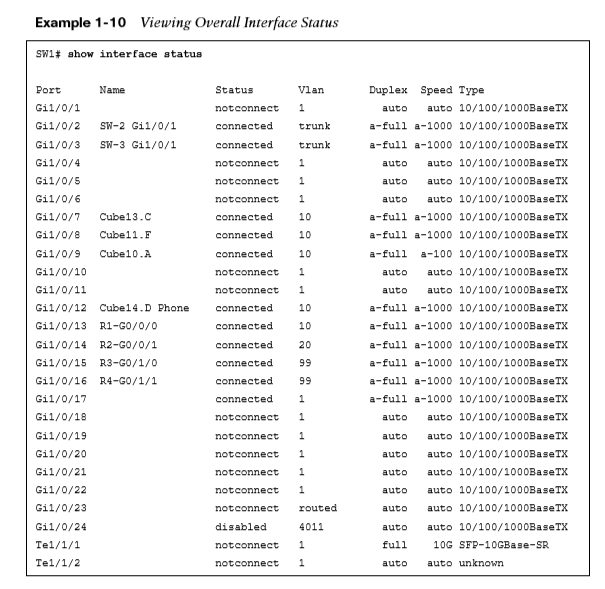 Example 1-10 Viewing Overall Interface Status
SW1# show interface status
Port Name Status Vlan Duplex Speed Type
Gi1/0/1 notconnect 1 auto auto 10/100/1000BaseTX
Gi1/0/2 SW-2 Gi1/0/1 connected trunk a-full a-1000 10/100/1000BaseTX
Gi1/0/3 SW-3 Gi1/0/1 connected trunk a-full a-1000 10/100/1000BaseTX
Gi1/0/4 notconnect 1 auto auto 10/100/1000BaseTX
Gi1/0/5 notconnect 1 auto auto 10/100/1000BaseTX
Gi1/0/6 notconnect 1 auto auto 10/100/1000BaseTX
Gi1/0/7 Cube13.C connected 10 a-full a-1000 10/100/1000BaseTX
Gi1/0/8 Cube11.F connected 10 a-full a-1000 10/100/1000BaseTX
Gi1/0/9 Cube10.A connected 10 a-full a-100 10/100/1000BaseTX
Gi1/0/10 notconnect 1 auto auto 10/100/1000BaseTX
Gi1/0/11 notconnect 1 auto auto 10/100/1000BaseTX
Gi1/0/12 Cube14.D Phone connected 10 a-full a-1000 10/100/1000BaseTX
Gi1/0/13 R1-G0/0/0 connected 10 a-full a-1000 10/100/1000BaseTX
Gi1/0/14 R2-G0/0/1 connected 20 a-full a-1000 10/100/1000BaseTX
Gi1/0/15 R3-G0/1/0 connected 99 a-full a-1000 10/100/1000BaseTX
Gi1/0/16 R4-G0/1/1 connected 99 a-full a-1000 10/100/1000BaseTX
Gi1/0/17 connected 1 a-full a-1000 10/100/1000BaseTX
Gi1/0/18 notconnect 1 auto auto 10/100/1000BaseTX
Gi1/0/19 notconnect 1 auto auto 10/100/1000BaseTX
Gi1/0/20 notconnect 1 auto auto 10/100/1000BaseTX
Gi1/0/21 notconnect 1 auto auto 10/100/1000BaseTX
Gi1/0/22 notconnect 1 auto auto 10/100/1000BaseTX
Gi1/0/23 notconnect routed auto auto 10/100/1000BaseTX
Gi1/0/24 disabled 4011 auto auto 10/100/1000BaseTX
Te1/1/1 notconnect 1 full 10G SFP-10GBase-SR
Te1/1/2 notconnect 1 auto auto unknown